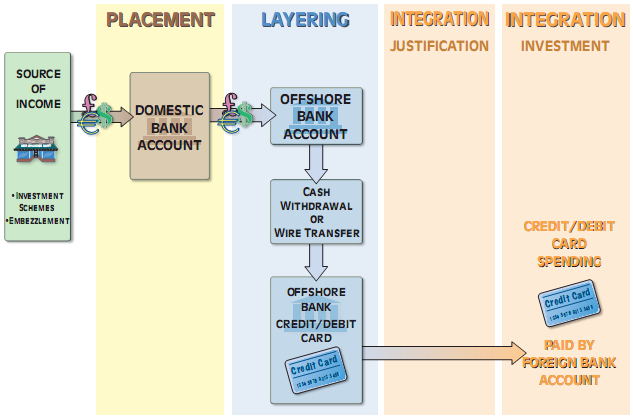 PLACEMENT
LAYERING
INTEGRATION
JUSTIFICATION
INTEGRATION
INVESTMENT
SOURCE
OF
INCOME
• INVESTMENT
SCHEMES
• EMBEZZLEMENT
£
€
$
DOMESTIC
BANK
ACCOUNT
£
€
$
OFFSHORE
BANK
ACCOUNT
CASH
WITHDRAWAL
OR
WIRE TRANSFER
OFFSHORE
BANK
CREDIT/DEBIT
CARD
Credit Card
CREDIT/DEBIT
CARD
SPENDING
Credit Card
PAID BY
FOREIGN BANK
ACCOUNT